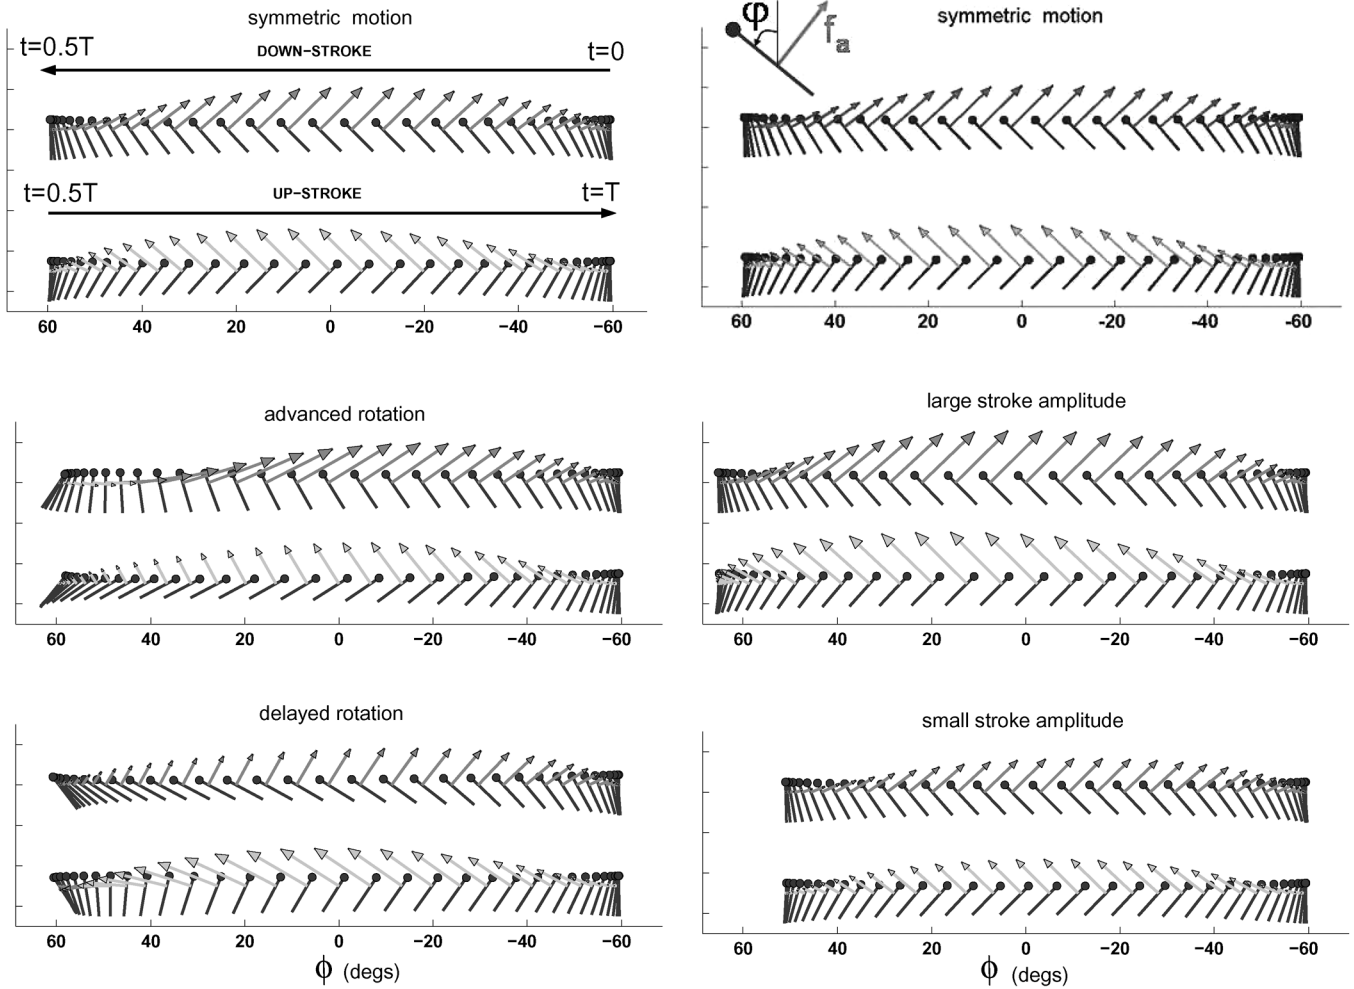 symmetric motion
t=0.5T
DOWN-STROKE
t=0
t=0.5T
UP-STROKE
t=T
60 40 20 0 −20 −40 −60
symmetric motion
φ
f a
60 40 20 0 -20 -40 -60
advanced rotation
60 40 20 0 −20 −40 −60
large stroke amplitude
60 40 20 0 −20 −40 −60
delayed rotation
60 40 20 0 −20 −40 −60
ϕ (degs)
small stroke amplitude
60 40 20 0 −20 −40 −60
ϕ (degs)